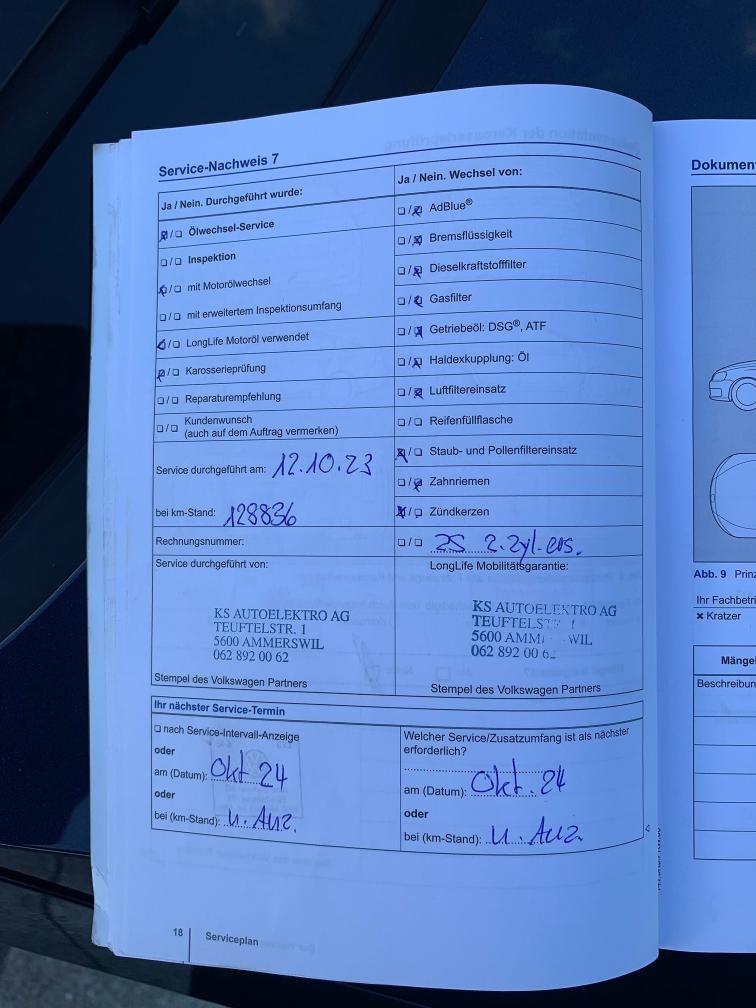 Service-Nachweis 7
Ja / Nein. Durchgeführt wurde:
☒/☐ Ölwechsel-Service
☐/☐ Inspektion
☒/☐ mit Motorölwechsel
☐/☐ mit erweitertem Inspektionsumfang
☒/☐ LongLife Motoröl verwendet
☒/☐ Karosserieprüfung
☐/☐ Reparaturempfehlung
☐/☐ Kundenwunsch
(auch auf dem Auftrag vermerken)
Service durchgeführt am: 12.10.23
bei km-Stand: 128836
Rechnungsnummer:
Service durchgeführt von:
KS AUTOELEKTRO AG
TEUFTELSTR. 1
5600 AMMERSWIL
062 892 00 62
Stempel des Volkswagen Partners
Ja / Nein. Wechsel von:
☐/☒ AdBlue®
☐/☒ Bremsflüssigkeit
☐/☒ Dieselkraftstofffilter
☐/☒ Gasfilter
☐/☒ Getriebeöl: DSG®, ATF
☐/☒ Haldexkupplung: Öl
☐/☒ Luftfiltereinsatz
☐/☐ Reifenfüllflasche
☒/☐ Staub- und Pollenfiltereinsatz
☐/☒ Zahnriemen
☒/☐ Zündkerzen
☐/☐ ZS 2. Zyl. ers.
LongLife Mobilitätsgarantie:
KS AUTOELEKTRO AG
5600
062 892 00
Stempel des Volkswagen Partners
Ihr nächster Service-Termin
☐ nach Service-Intervall-Anzeige
oder
am (Datum): Okt 24
oder
bei (km-Stand): n. Anz.
Welcher Service/Zusatzumfang ist als nächster
erforderlich?
am (Datum): Okt. 24
oder
bei (km-Stand): n. Anz.
18 Serviceplan
Dokumen
Abb. 9 Prinz
Ihr Fachbetri
× Kratzer
Mängel
Beschreibun